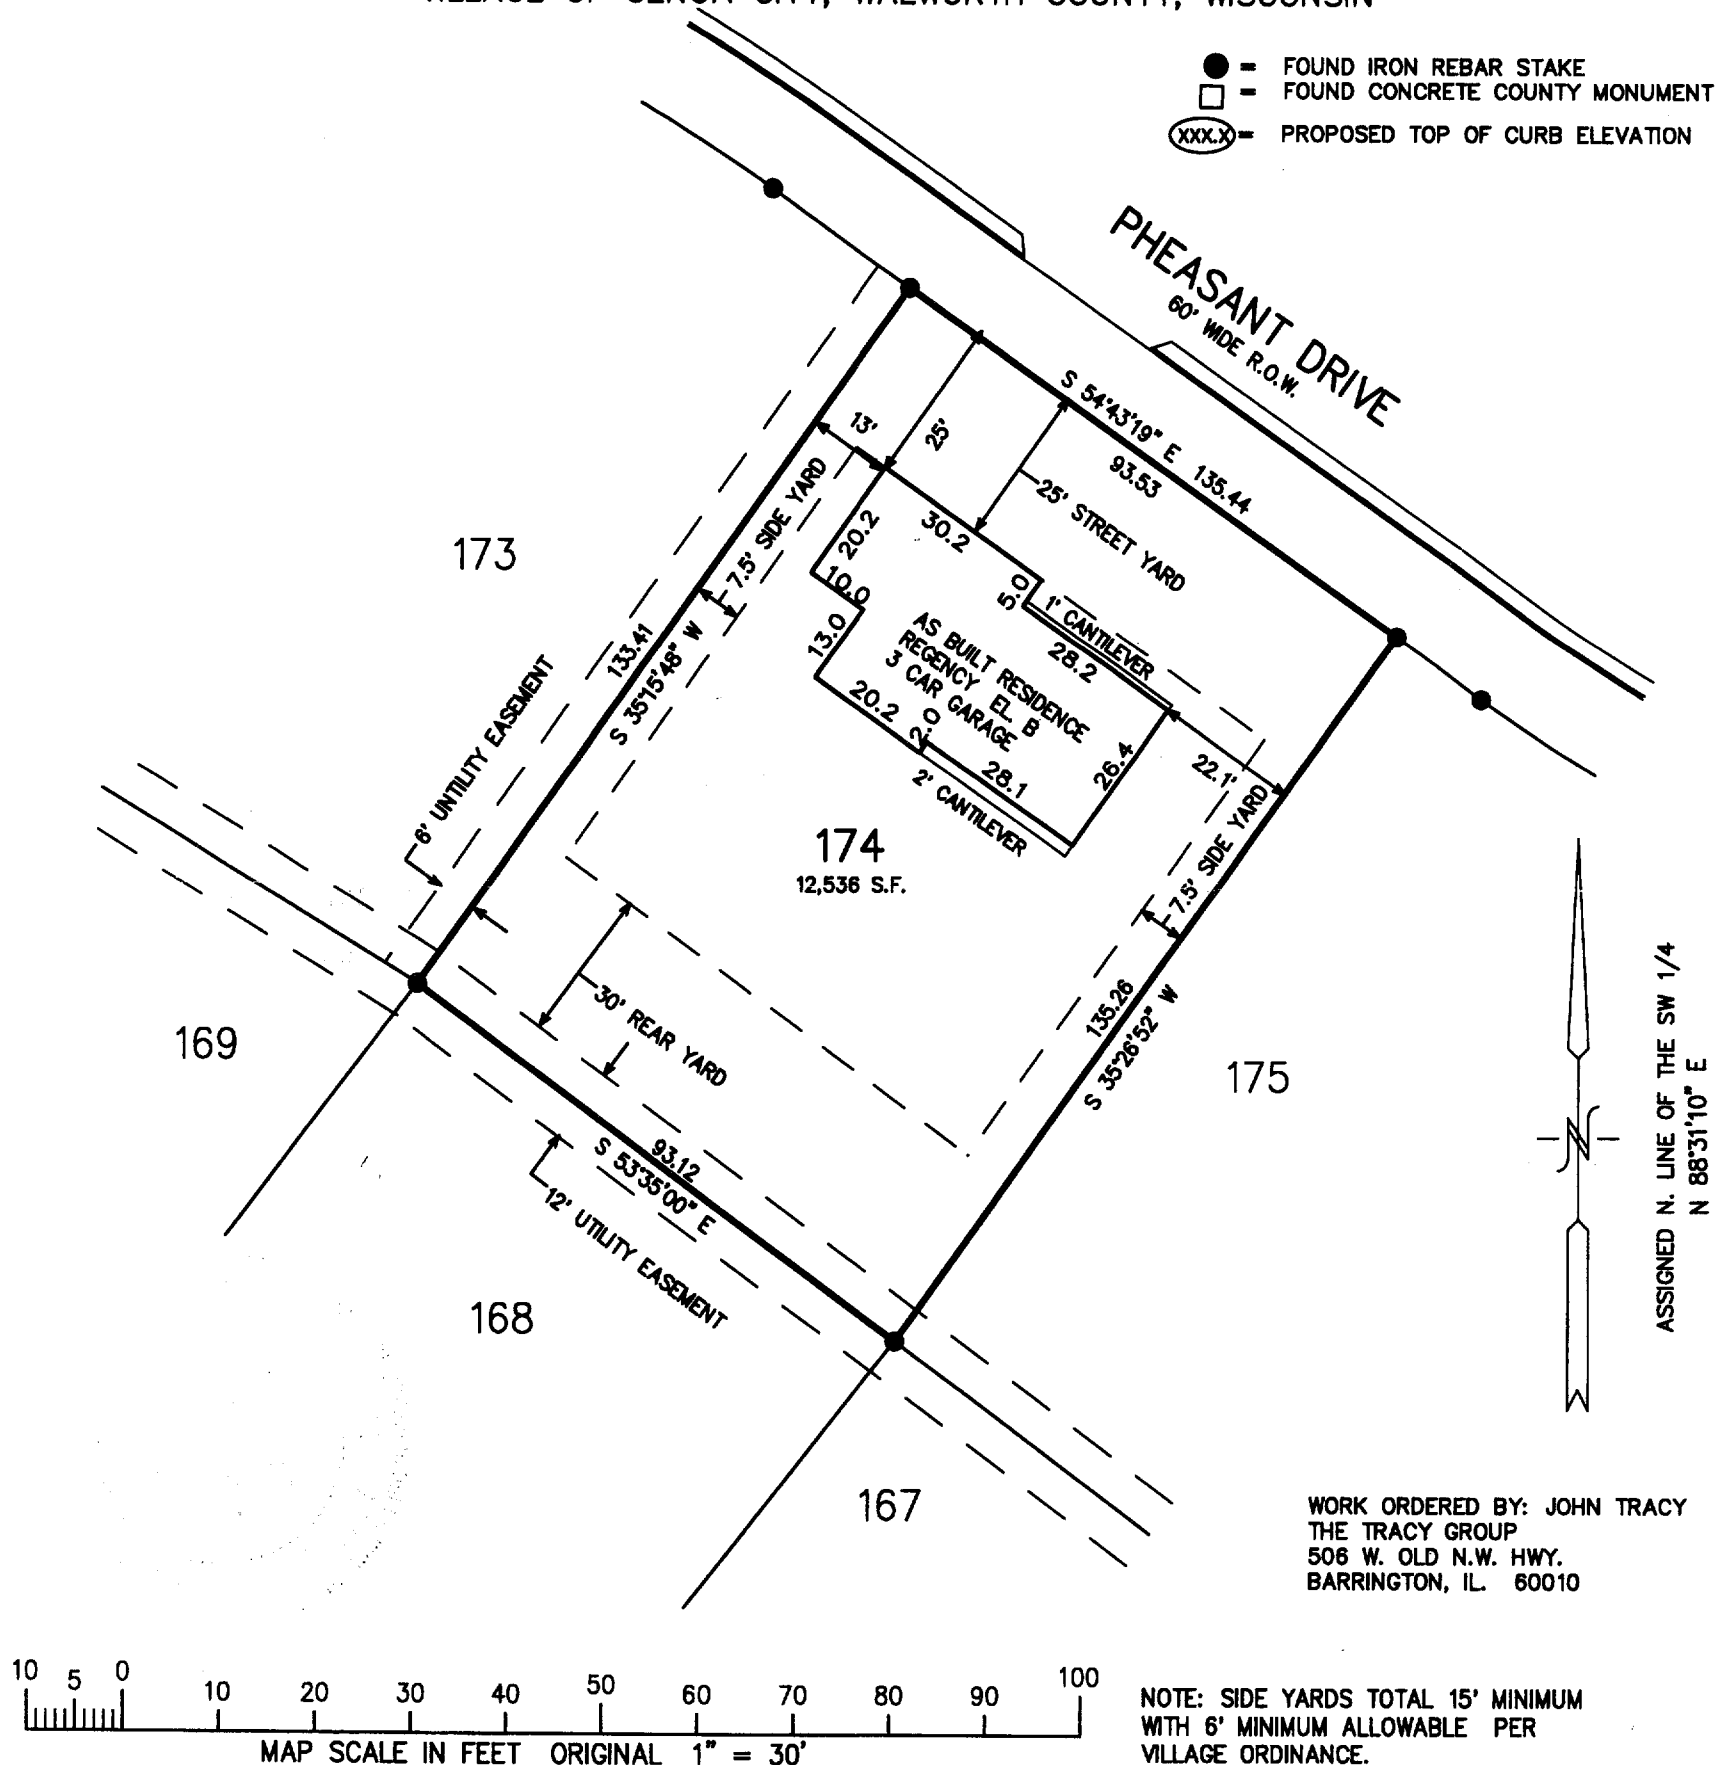 VILLAGE OF GENOA CITY, WALWORTH COUNTY, WISCONSIN
= FOUND IRON REBAR STAKE
= FOUND CONCRETE COUNTY MONUMENT
XXX.X = PROPOSED TOP OF CURB ELEVATION
PHEASANT DRIVE
60' WIDE R.O.W.
S 54°43'19" E 135.44
93.53
13'
25'
25' STREET YARD
7.5' SIDE YARD
20.2
30.2
10.0
5.0
1' CANTILEVER
28.2
13.0
AS BUILT RESIDENCE
REGENCY EL. B
3 CAR GARAGE
20.2
2.0
28.1
26.4
2' CANTILEVER
22.1'
7.5' SIDE YARD
173
133.41
S 35°15'48" W
6' UNTILITY EASEMENT
174
12,536 S.F.
30' REAR YARD
135.26
S 35°26'52" W
169
175
93.12
S 53°35'00" E
12' UTILITY EASEMENT
168
167
N
ASSIGNED N. LINE OF THE SW 1/4
N 88°31'10" E
WORK ORDERED BY: JOHN TRACY
THE TRACY GROUP
506 W. OLD N.W. HWY.
BARRINGTON, IL. 60010
10 5 0 10 20 30 40 50 60 70 80 90 100
MAP SCALE IN FEET ORIGINAL 1" = 30'
NOTE: SIDE YARDS TOTAL 15' MINIMUM
WITH 6' MINIMUM ALLOWABLE PER
VILLAGE ORDINANCE.